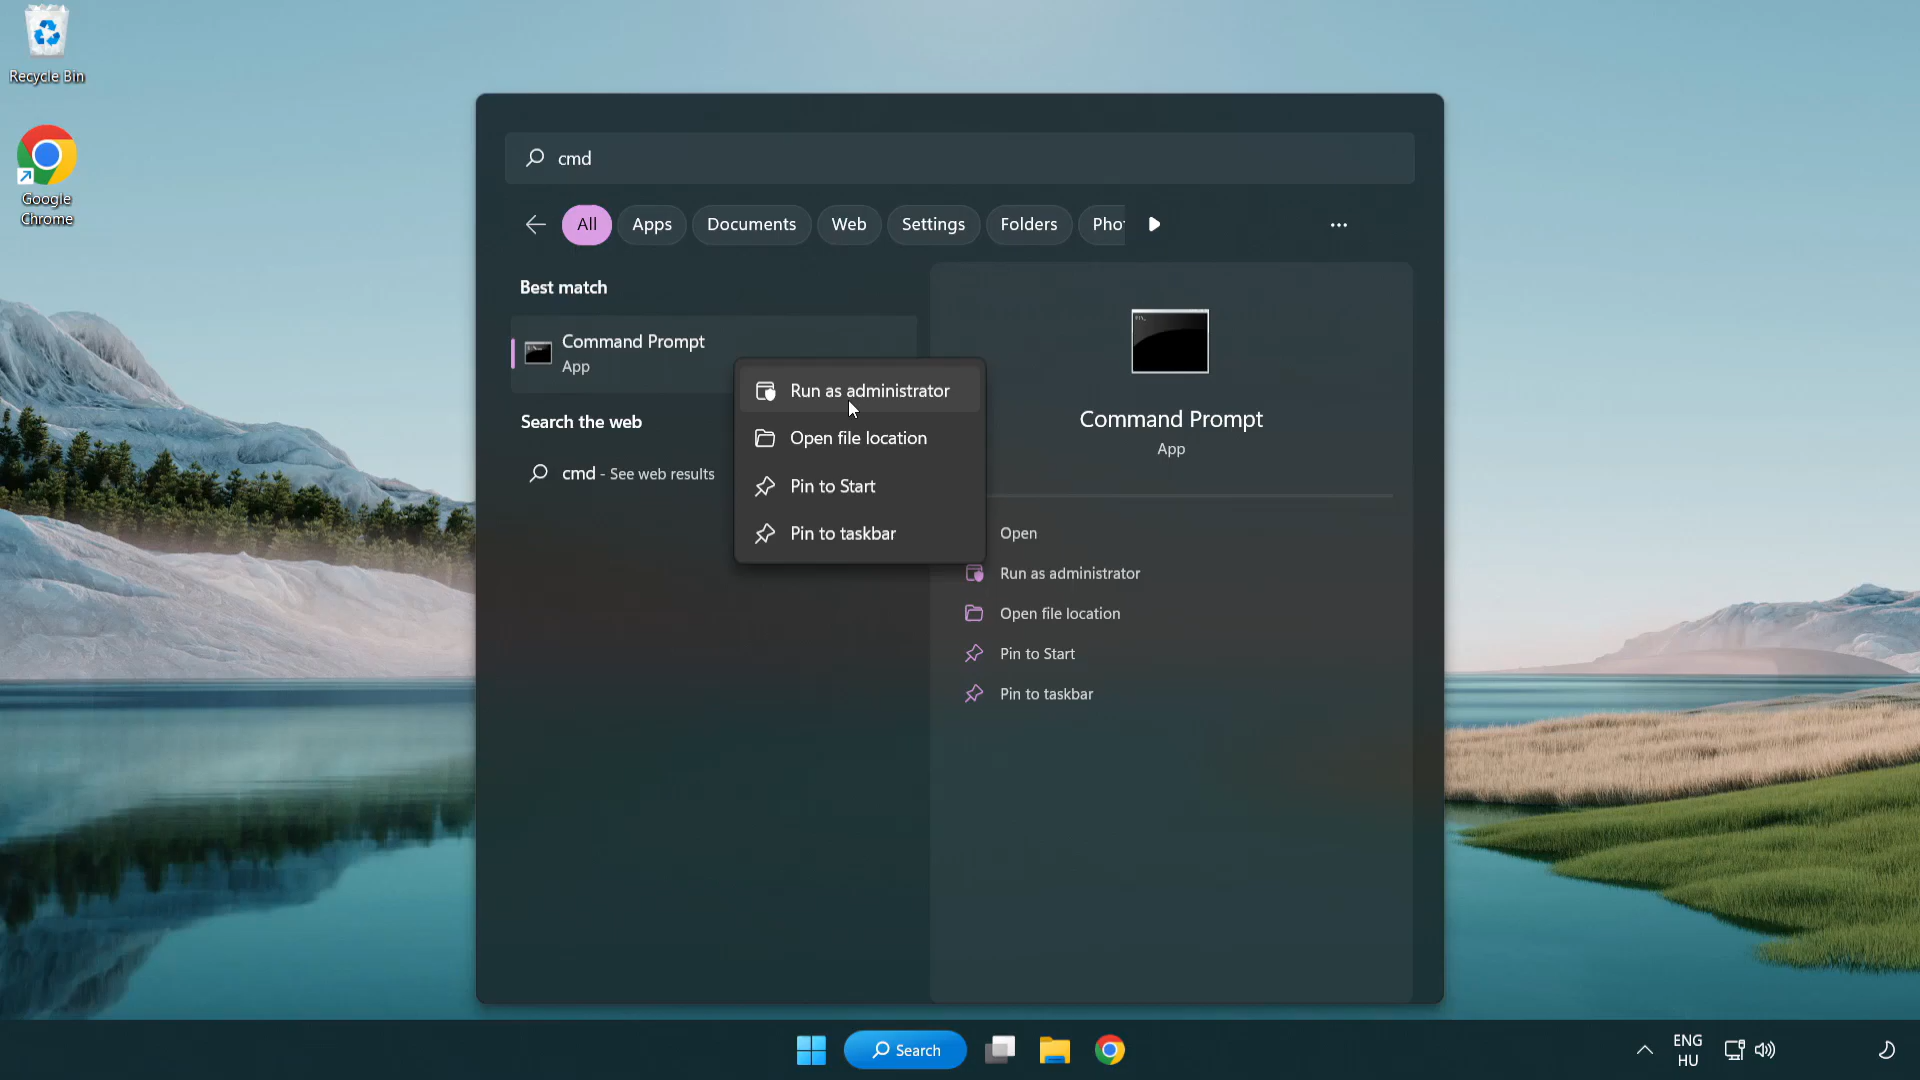 Recycle Bin
Google
Chrome
cmd
All
Apps
Documents
Web
Settings
Folders
Pho
Best match
Command Prompt
App
Search the web
cmd - See web results
Run as administrator
Open file location
Pin to Start
Pin to taskbar
Command Prompt
App
Open
Run as administrator
Open file location
Pin to Start
Pin to taskbar
Search
ENG
HU